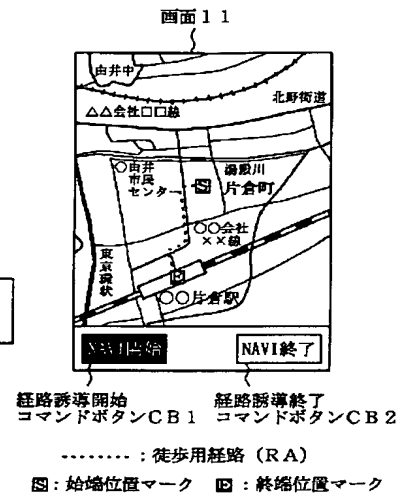 画面１１
由井中
北野街道
△△会社□□線
○由井
市民
センター
湯殿川
S
片倉町
○○会社
××線
東京環状
E
○○片倉駅
NAVI開始
NAVI終了
経路誘導開始
コマンドボタンＣＢ１
経路誘導終了
コマンドボタンＣＢ２
‥‥‥‥：徒歩用経路（ＲＡ）
S：始端位置マーク E：終端位置マーク